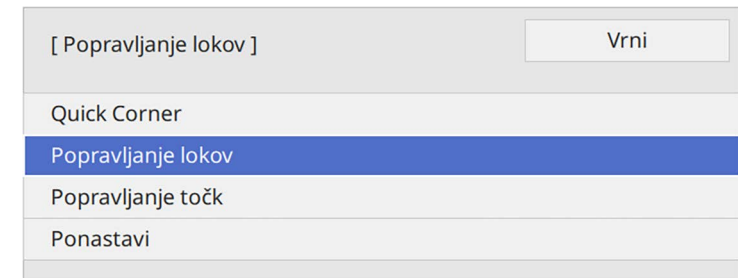 [ Popravljanje lokov ]
Vrni
Quick Corner
Popravljanje lokov
Popravljanje točk
Ponastavi